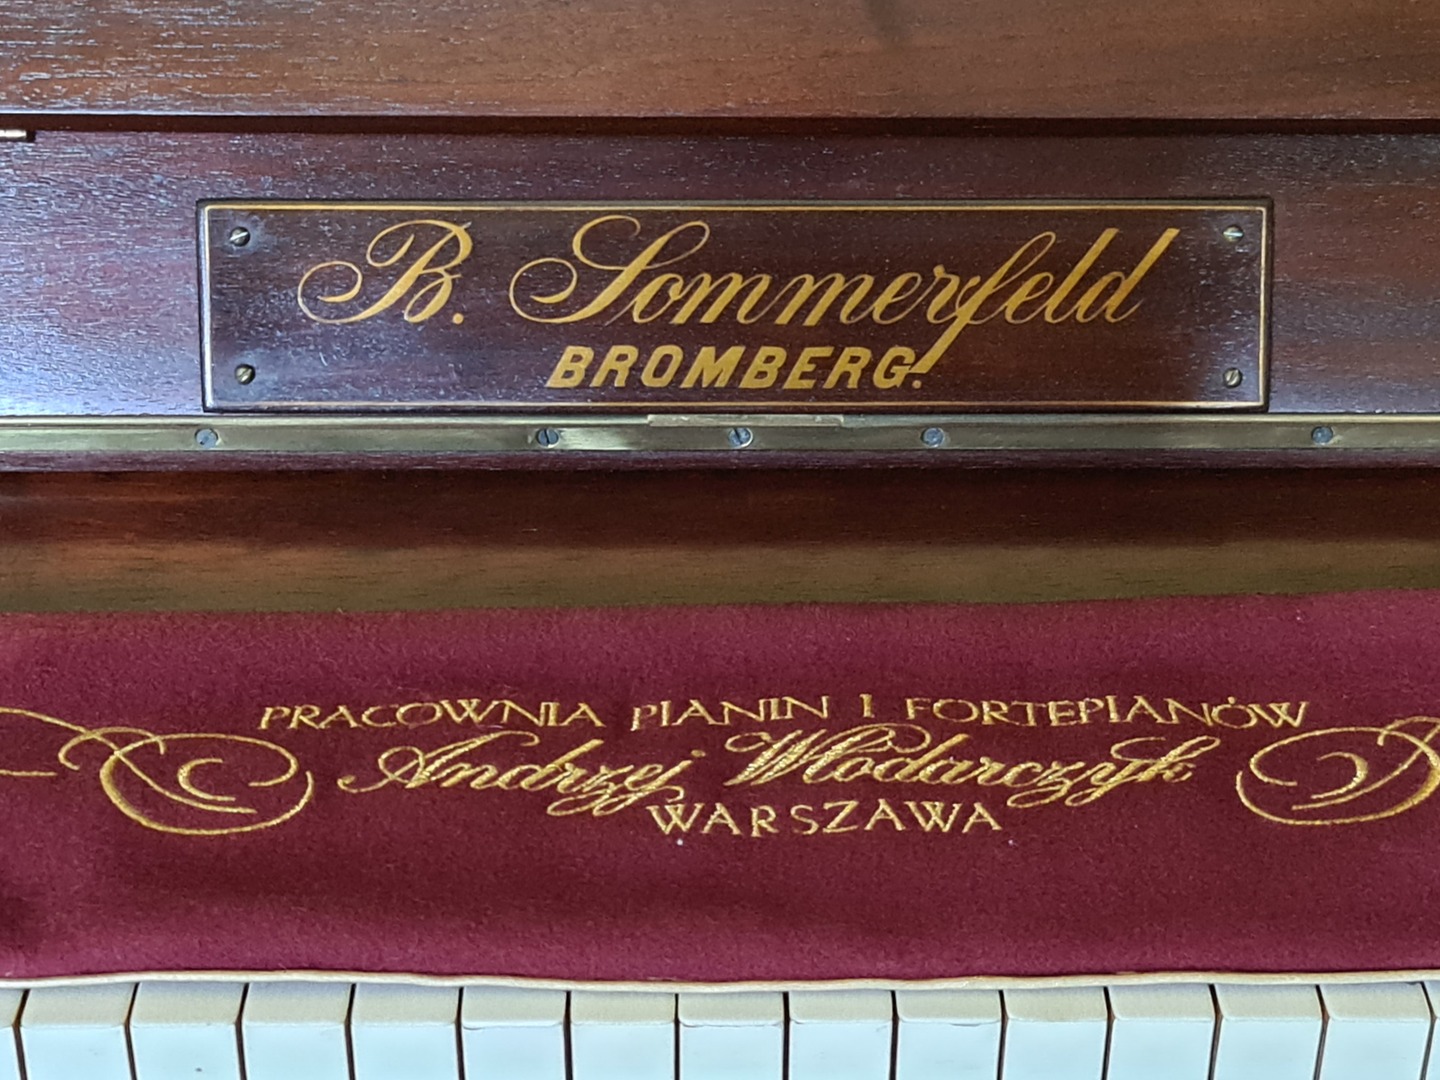 B. Sommerfeld
BROMBERG.
PRACOWNIA PIANIN I FORTEPIANÓW
Andrzej Włodarczyk
WARSZAWA